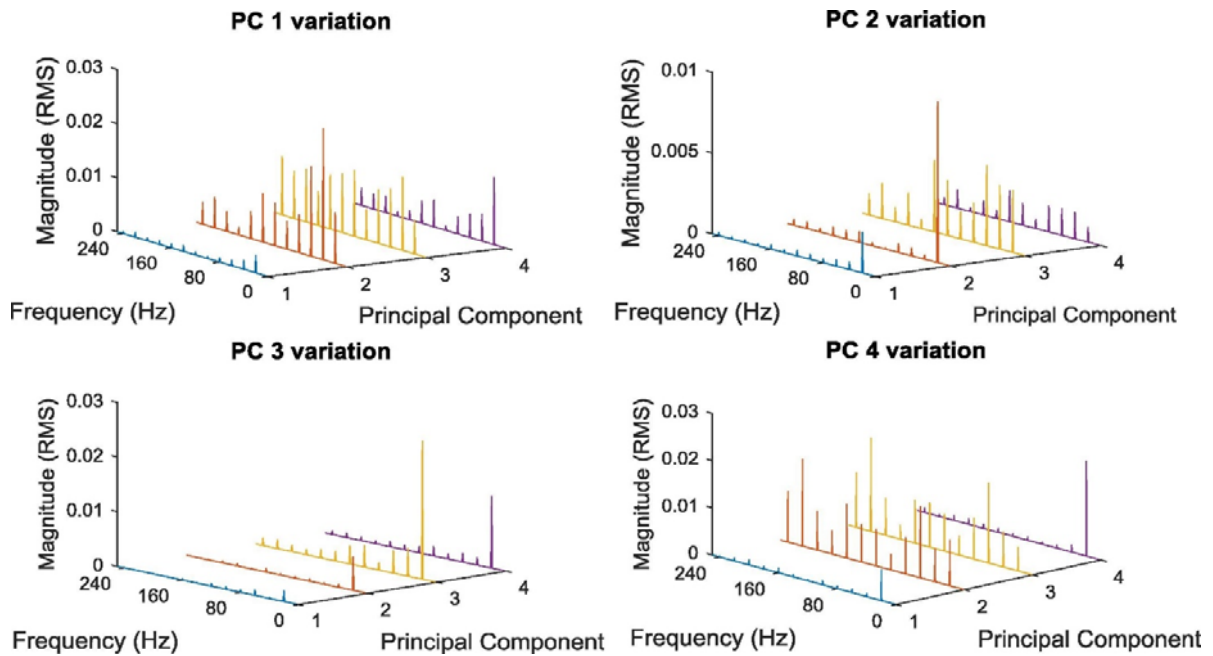 PC 1 variation
PC 2 variation
0.03
0.02
0.01
0
Magnitude (RMS)
240
160
80
0
Frequency (Hz)
1
2
3
4
Principal Component
0.01
0.005
0
Magnitude (RMS)
240
160
80
0
Frequency (Hz)
1
2
3
4
Principal Component
PC 3 variation
PC 4 variation
0.03
0.02
0.01
0
Magnitude (RMS)
240
160
80
0
Frequency (Hz)
1
2
3
4
Principal Component
0.03
0.02
0.01
0
Magnitude (RMS)
240
160
80
0
Frequency (Hz)
1
2
3
4
Principal Component